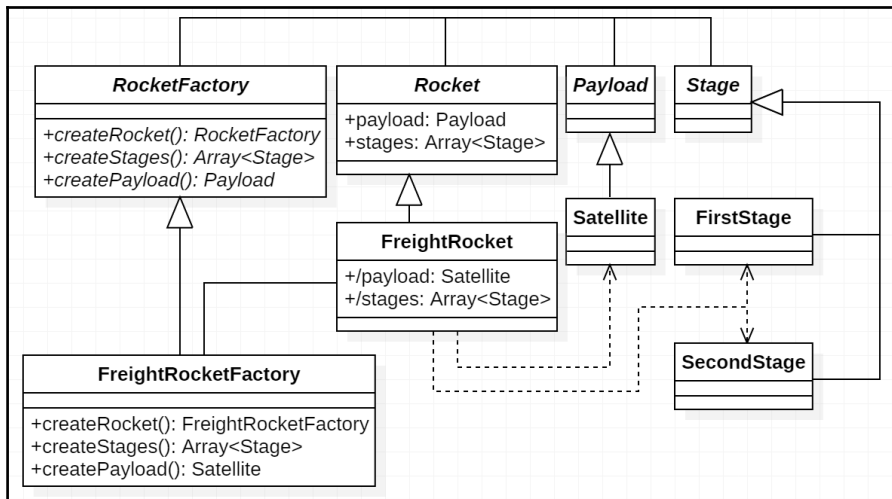 RocketFactory
+createRocket(): RocketFactory
+createStages(): Array<Stage>
+createPayload(): Payload
Rocket
+payload: Payload
+stages: Array<Stage>
Payload
Stage
FreightRocket
+/payload: Satellite
+/stages: Array<Stage>
Satellite
FirstStage
SecondStage
FreightRocketFactory
+createRocket(): FreightRocketFactory
+createStages(): Array<Stage>
+createPayload(): Satellite